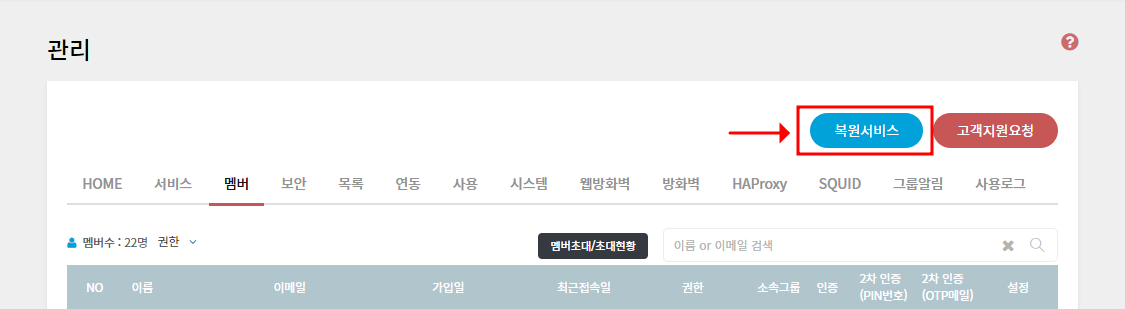 관리
?
복원서비스 고객지원요청
HOME 서비스 멤버 보안 목록 연동 사용 시스템 웹방화벽 방화벽 HAProxy SQUID 그룹알림 사용로그
멤버수 : 22명 권한 멤버초대/초대현황 이름 or 이메일 검색
NO 이름 이메일 가입일 최근접속일 권한 소속그룹 인증 2차 인증 2차 인증 설정
(PIN번호) (OTP메일)